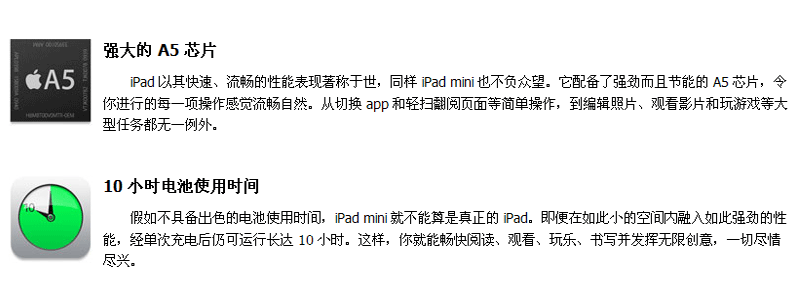 强大的 A5 芯片
A5
iPad 以其快速、流畅的性能表现著称于世，同样 iPad mini 也不负众望。它配备了强劲而且节能的 A5 芯片，令
你进行的每一项操作感觉流畅自然。从切换 app 和轻扫翻阅页面等简单操作，到编辑照片、观看影片和玩游戏等大
型任务都无一例外。
10 小时电池使用时间
10
假如不具备出色的电池使用时间，iPad mini 就不能算是真正的 iPad。即便在如此小的空间内融入如此强劲的性
能，经单次充电后仍可运行长达 10 小时。这样，你就能畅快阅读、观看、玩乐、书写并发挥无限创意，一切尽情
尽兴。